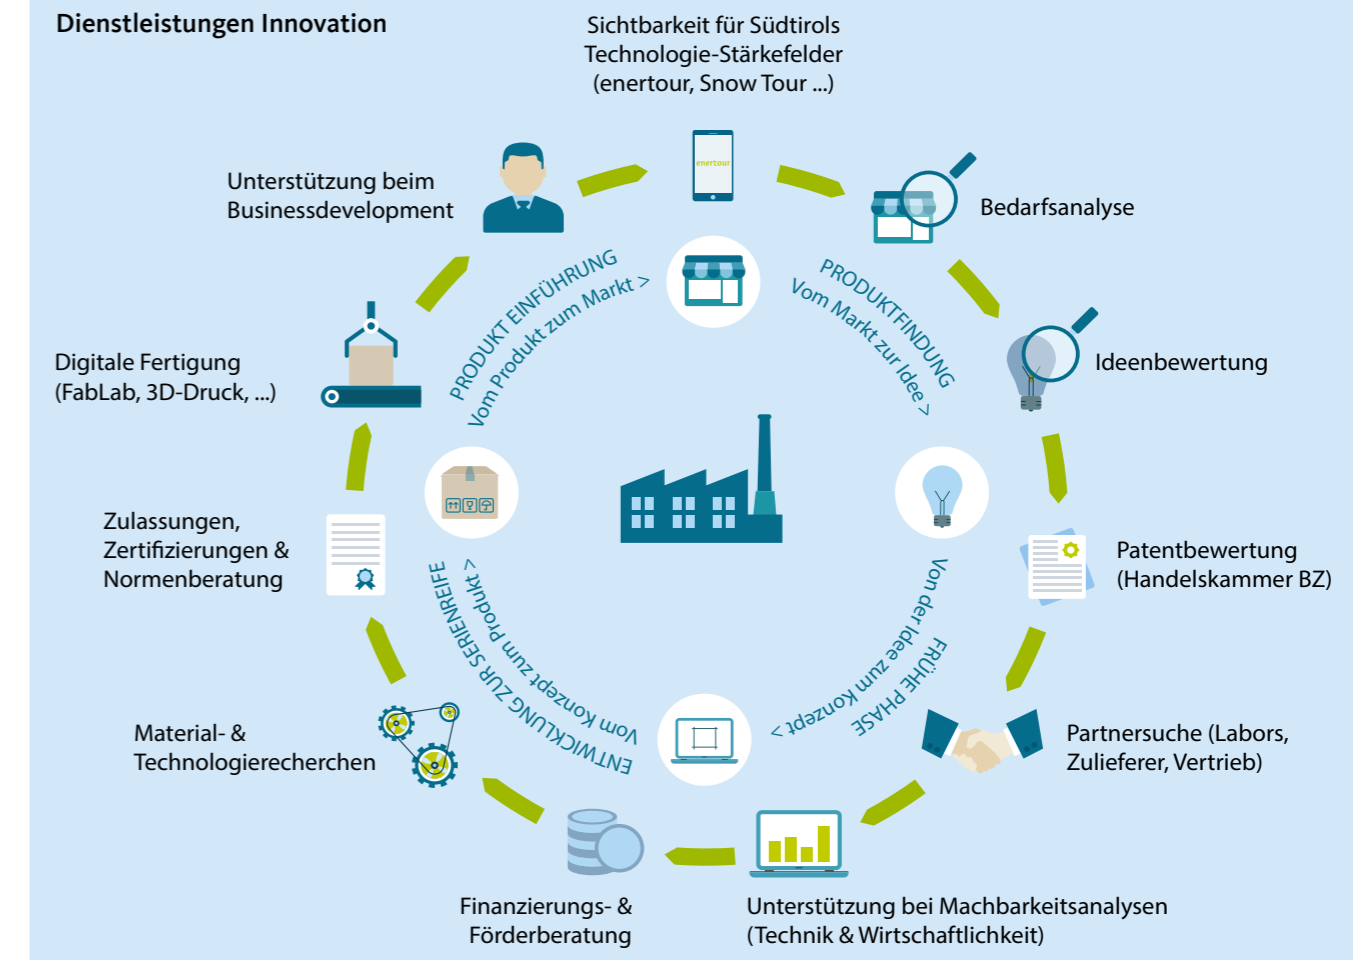 Dienstleistungen Innovation
Sichtbarkeit für Südtirols
Technologie-Stärkefelder
(enertour, Snow Tour ...)
enertour
Bedarfsanalyse
Ideenbewertung
Patentbewertung
(Handelskammer BZ)
Partnersuche (Labors,
Zulieferer, Vertrieb)
Unterstützung bei Machbarkeitsanalysen
(Technik & Wirtschaftlichkeit)
Finanzierungs- &
Förderberatung
Material- &
Technologierecherchen
Zulassungen,
Zertifizierungen &
Normenberatung
Digitale Fertigung
(FabLab, 3D-Druck, ...)
Unterstützung beim
Businessdevelopment
PRODUKTFINDUNG
Vom Markt zur Idee >
FRÜHE PHASE
Von der Idee zum Konzept >
ENTWICKLUNG ZUR SERIENREIFE
Vom Konzept zum Produkt >
PRODUKT EINFÜHRUNG
Vom Produkt zum Markt >